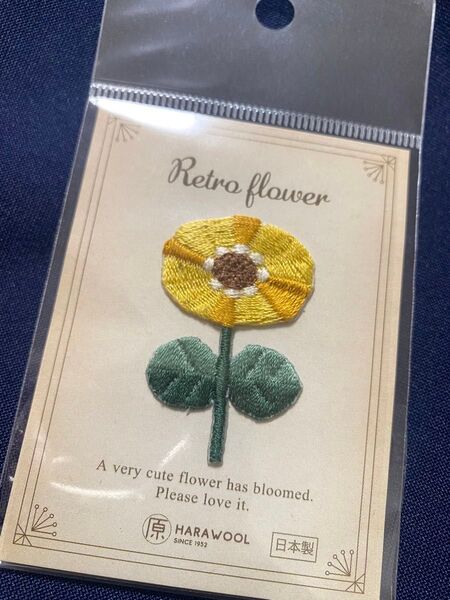 Retro flower
A very cute flower has bloomed.
Please love it.
原 HARAWOOL
SINCE 1952
日本製